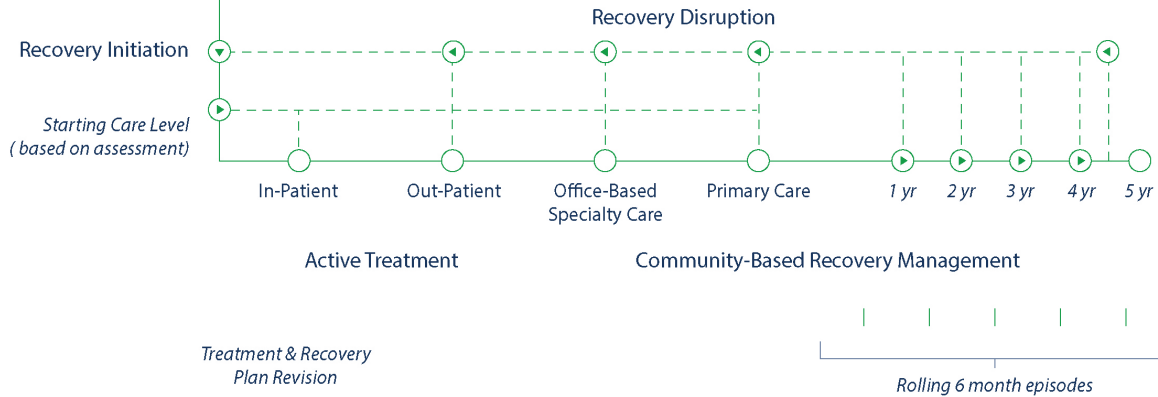 Recovery Disruption
Recovery Initiation
Starting Care Level
( based on assessment)
In-Patient
Out-Patient
Office-Based
Specialty Care
Primary Care
1 yr
2 yr
3 yr
4 yr
5 yr
Active Treatment
Community-Based Recovery Management
Treatment & Recovery
Plan Revision
Rolling 6 month episodes